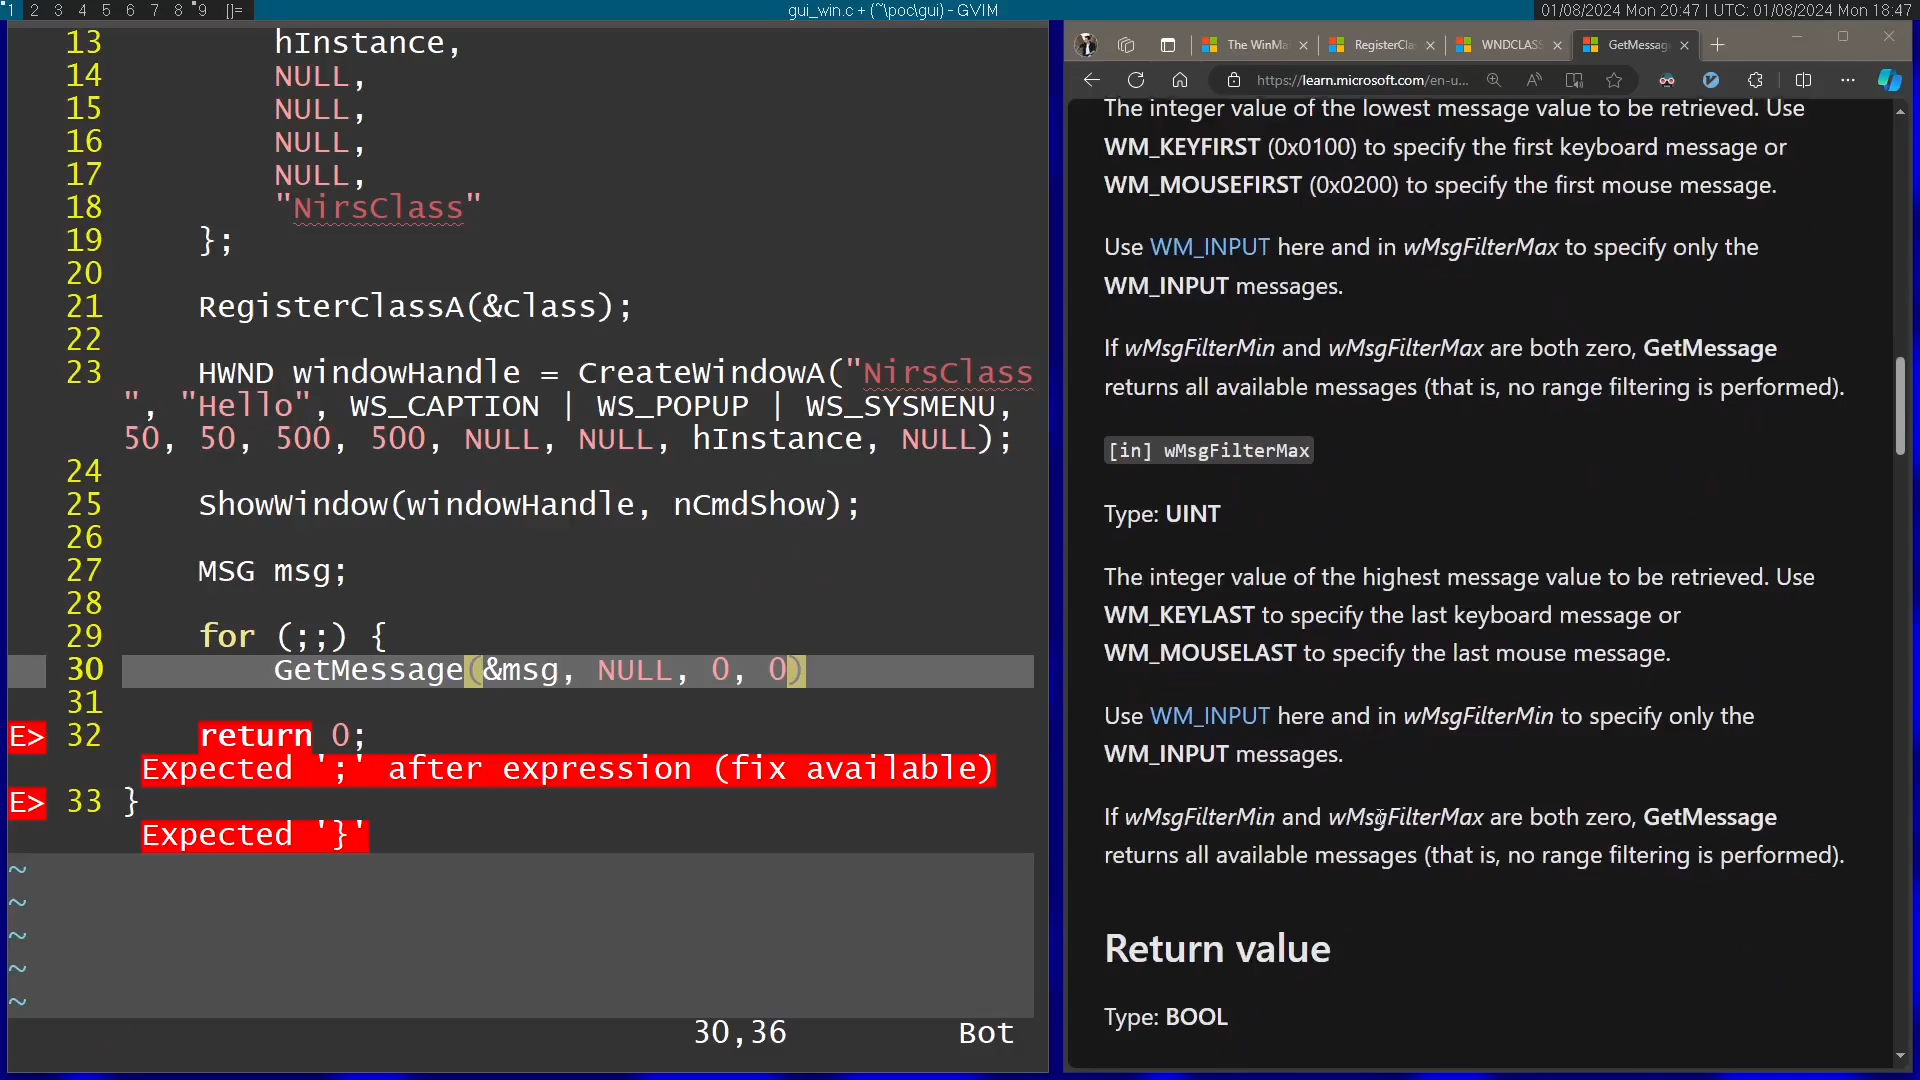 1 2 3 4 5 6 7 8 9 []= gui_win.c + (~\poc\gui) - GVIM 01/08/2024 Mon 20:47 | UTC: 01/08/2024 Mon 18:47
13 hInstance,
14 NULL,
15 NULL,
16 NULL,
17 NULL,
18 "NirsClass"
19 };
20
21 RegisterClassA(&class);
22
23 HWND windowHandle = CreateWindowA("NirsClass
", "Hello", WS_CAPTION | WS_POPUP | WS_SYSMENU,
50, 50, 500, 500, NULL, NULL, hInstance, NULL);
24
25 ShowWindow(windowHandle, nCmdShow);
26
27 MSG msg;
28
29 for (;;) {
30 GetMessage(&msg, NULL, 0, 0)
31
E> 32 return 0;
Expected ';' after expression (fix available)
E> 33 }
Expected '}'
~
~
~
~
~
30,36 Bot
The WinMa RegisterCla WNDCLASS GetMessag
https://learn.microsoft.com/en-u...
The integer value of the lowest message value to be retrieved. Use
WM_KEYFIRST (0x0100) to specify the first keyboard message or
WM_MOUSEFIRST (0x0200) to specify the first mouse message.
Use WM_INPUT here and in wMsgFilterMax to specify only the
WM_INPUT messages.
If wMsgFilterMin and wMsgFilterMax are both zero, GetMessage
returns all available messages (that is, no range filtering is performed).
[in] wMsgFilterMax
Type: UINT
The integer value of the highest message value to be retrieved. Use
WM_KEYLAST to specify the last keyboard message or
WM_MOUSELAST to specify the last mouse message.
Use WM_INPUT here and in wMsgFilterMin to specify only the
WM_INPUT messages.
If wMsgFilterMin and wMsgFilterMax are both zero, GetMessage
returns all available messages (that is, no range filtering is performed).
Return value
Type: BOOL